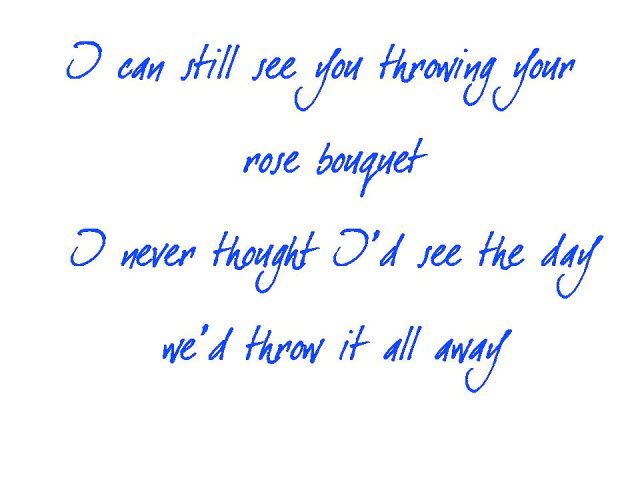 I can still see you throwing your
rose bouquet
I never thought I'd see the day
we'd throw it all away